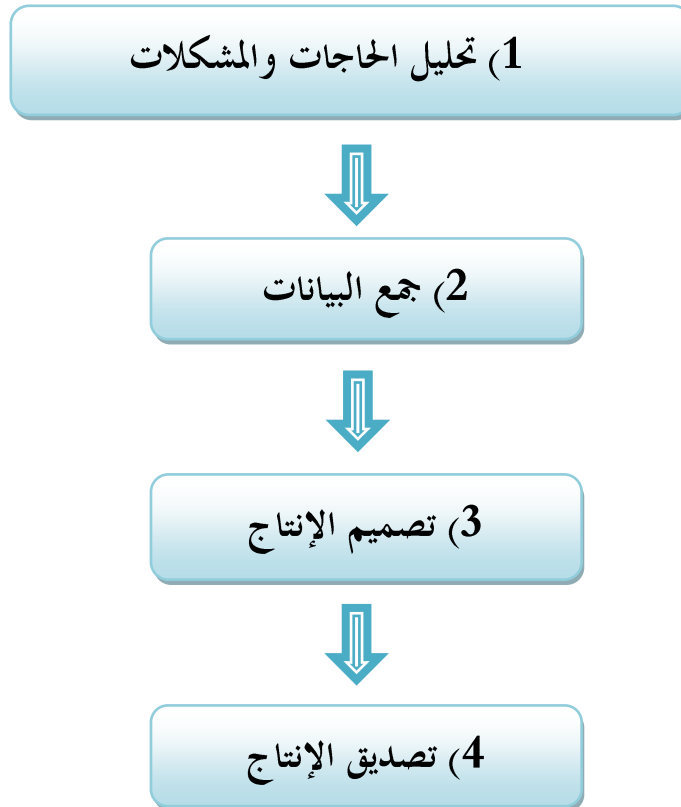 1) تحليل الحاجات والمشكلات
2) جمع البيانات
3) تصميم الإنتاج
4) تصديق الإنتاج